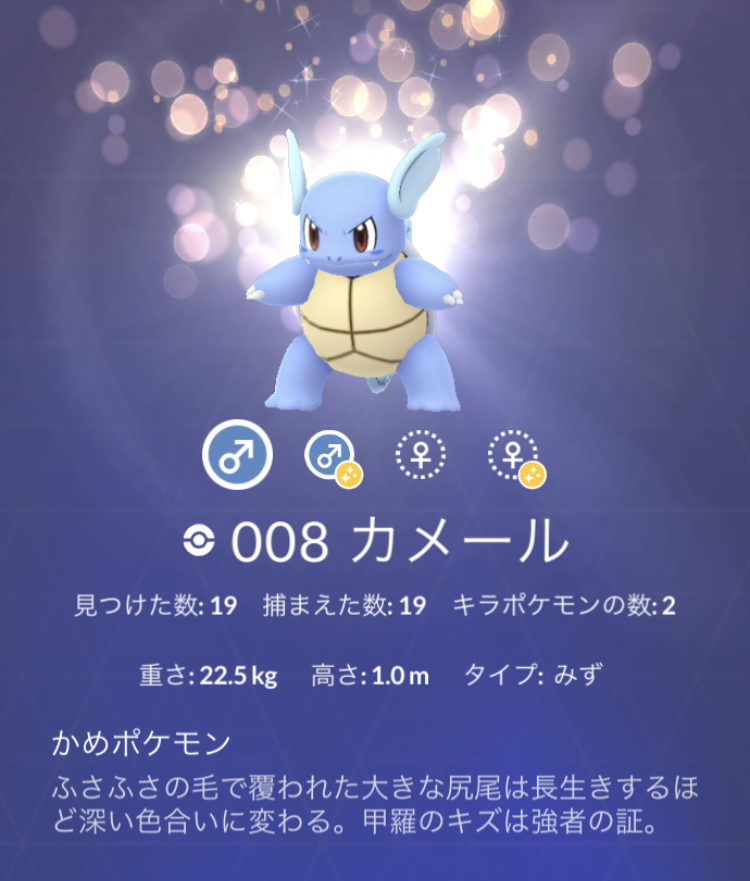 008 カメール
見つけた数: 19 捕まえた数: 19 キラポケモンの数: 2
重さ: 22.5 kg 高さ: 1.0 m タイプ: みず
かめポケモン
ふさふさの毛で覆われた大きな尻尾は長生きするほ
ど深い色合いに変わる。甲羅のキズは強者の証。